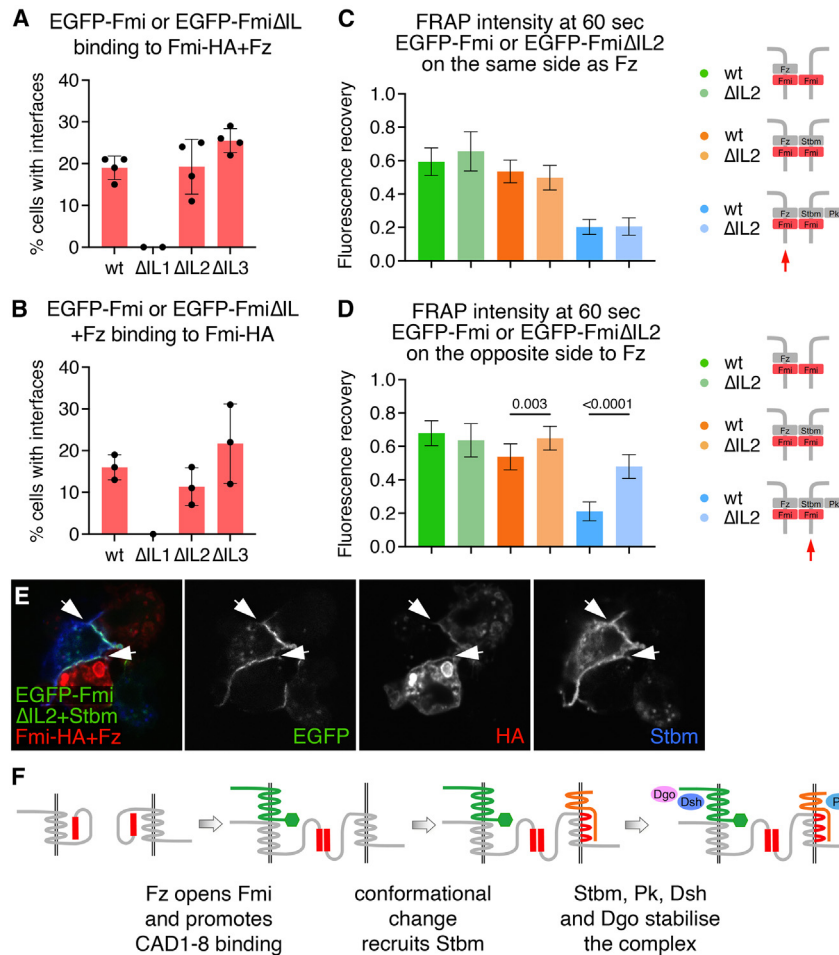 A
EGFP-Fmi or EGFP-FmiΔIL
binding to Fmi-HA+Fz
% cells with interfaces
40
30
20
10
0
wt ΔIL1 ΔIL2 ΔIL3
B
EGFP-Fmi or EGFP-FmiΔIL
+Fz binding to Fmi-HA
% cells with interfaces
40
30
20
10
0
wt ΔIL1 ΔIL2 ΔIL3
C
FRAP intensity at 60 sec
EGFP-Fmi or EGFP-FmiΔIL2
on the same side as Fz
Fluorescence recovery
1.0
0.8
0.6
0.4
0.2
0.0
wt
ΔIL2
Fz
Fmi Fmi
wt
ΔIL2
Fz Stbm
Fmi Fmi
wt
ΔIL2
Fz Stbm Pk
Fmi Fmi
D
FRAP intensity at 60 sec
EGFP-Fmi or EGFP-FmiΔIL2
on the opposite side to Fz
Fluorescence recovery
1.0
0.8
0.6
0.4
0.2
0.0
0.003
<0.0001
wt
ΔIL2
Fz
Fmi Fmi
wt
ΔIL2
Fz Stbm
Fmi Fmi
wt
ΔIL2
Fz Stbm Pk
Fmi Fmi
E
EGFP-Fmi
ΔIL2+Stbm
Fmi-HA+Fz
EGFP
HA
Stbm
F
Dgo
Dsh
Fz opens Fmi
and promotes
CAD1-8 binding
conformational
change
recruits Stbm
Stbm, Pk, Dsh
and Dgo stabilise
the complex